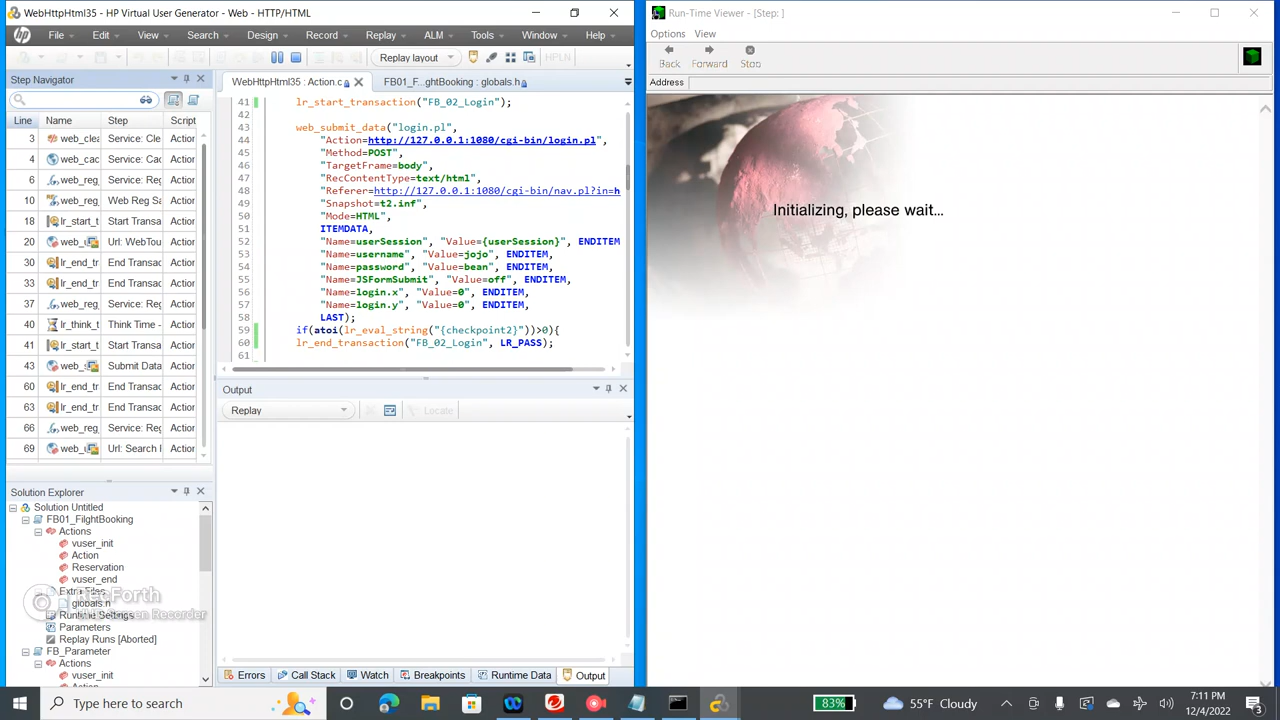 WebHttpHtml35 - HP Virtual User Generator - Web - HTTP/HTML
File Edit View Search Design Record Replay ALM Tools Window Help
Replay layout HPLN
Step Navigator
Line Name Step Script
3 web_clea Service: Cle Action
4 web_cac Service: Cac Action
6 web_reg_ Service: Reg Action
10 web_reg_ Web Reg Sa Action
18 lr_start_t Start Transa Action
20 web_u Url: WebTou Action
30 lr_end_tr End Transac Action
33 lr_end_tr End Transac Action
37 web_reg_ Service: Reg Action
40 lr_think_t Think Time - Action
41 lr_start_t Start Transa Action
43 web_s Submit Data Action
60 lr_end_tr End Transac Action
63 lr_end_tr End Transac Action
66 web_reg_ Service: Reg Action
69 web_u Url: Search F Action
Solution Explorer
Solution Untitled
FB01_FilghtBooking
Actions
vuser_init
Action
Reservation
vuser_end
Extra Files
globals.h
Runtime Settings
Parameters
Replay Runs [Aborted]
FB_Parameter
Actions
vuser_init
WebHttpHtml35 : Action.c FB01_F...ghtBooking : globals.h
41 lr_start_transaction("FB_02_Login");
42
43 web_submit_data("login.pl",
44 "Action=http://127.0.0.1:1080/cgi-bin/login.pl",
45 "Method=POST",
46 "TargetFrame=body",
47 "RecContentType=text/html",
48 "Referer=http://127.0.0.1:1080/cgi-bin/nav.pl?in=h
49 "Snapshot=t2.inf",
50 "Mode=HTML",
51 ITEMDATA,
52 "Name=userSession", "Value={userSession}", ENDITEM
53 "Name=username", "Value=jojo", ENDITEM,
54 "Name=password", "Value=bean", ENDITEM,
55 "Name=JSFormSubmit", "Value=off", ENDITEM,
56 "Name=login.x", "Value=0", ENDITEM,
57 "Name=login.y", "Value=0", ENDITEM,
58 LAST);
59 if(atoi(lr_eval_string("{checkpoint2}"))>0){
60 lr_end_transaction("FB_02_Login", LR_PASS);
61
Output
Replay Locate
Errors Call Stack Watch Breakpoints Runtime Data Output
Run-Time Viewer - [Step: ]
Options View
Back Forward Stop
Address
Initializing, please wait...
RecForth
Screen Recorder
Type here to search
83% 55°F Cloudy
7:11 PM
12/4/2022
3